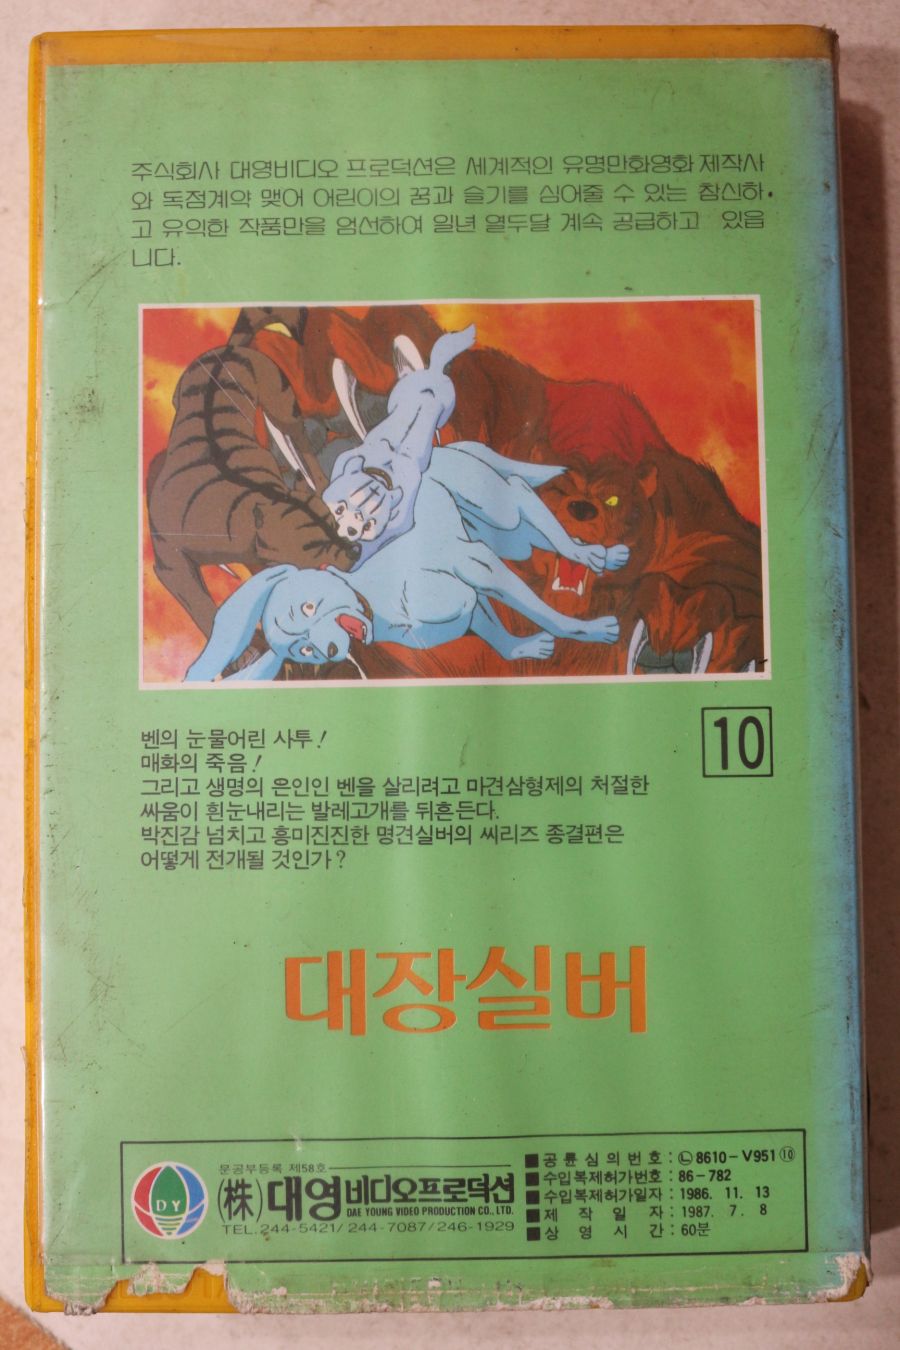 주식회사 대영비디오 프로덕션은 세계적인 유명만화영화 제작사
와 독점계약 맺어 어린이의 꿈과 슬기를 심어줄 수 있는 참신하
고 유익한 작품만을 엄선하여 일년 열두달 계속 공급하고 있읍
니다.
10
벤의 눈물어린 사투!
매화의 죽음!
그리고 생명의 은인인 벤을 살리려고 마견삼형제의 처절한
싸움이 흰눈내리는 발레고개를 뒤흔든다.
박진감 넘치고 흥미진진한 명견실버의 씨리즈 종결편은
어떻게 전개될 것인가?
대장실버
DY
문공부등록 제58호
(株)대영비디오프로덕션
DAE YOUNG VIDEO PRODUCTION CO., LTD.
TEL. 244-5421/244-7087/246-1929
■공륜심의번호: ㉡8610-V951⑩
■수입복제허가번호: 86-782
■수입복제허가일자: 1986. 11. 13
■제작일자: 1987. 7. 8
■상영시간: 60분